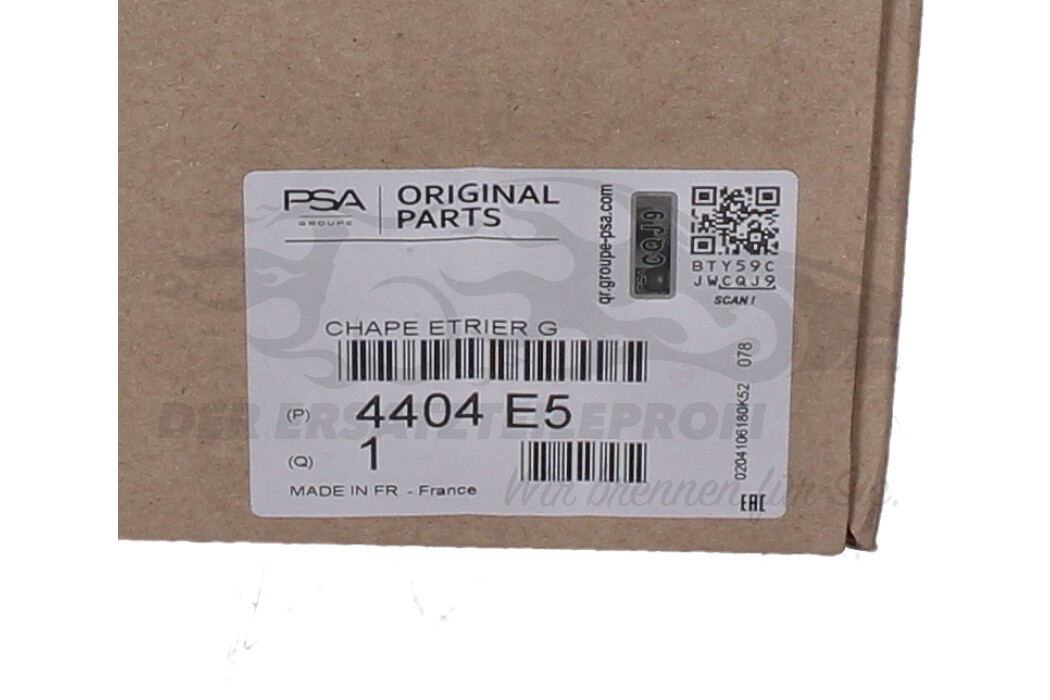 PSA
GROUPE
ORIGINAL
PARTS
qr.groupe-psa.com
PSA CQJ9
BTY59C
JWCQJ9
SCAN !
CHAPE ETRIER G
(P) 4404 E5
(Q) 1
MADE IN FR - France
0204106180K52 078
EAC
DER ERSATZTEILEPROFI
Wir brennen für Sie.